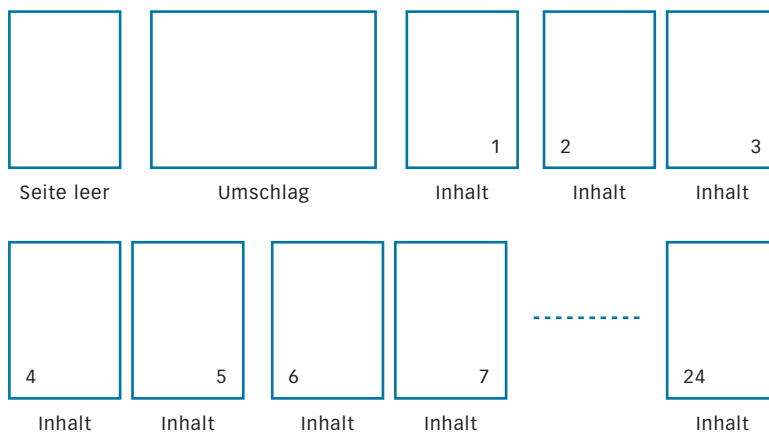 1 2 3
Seite leer Umschlag Inhalt Inhalt Inhalt
4 5 6 7 24
Inhalt Inhalt Inhalt Inhalt Inhalt